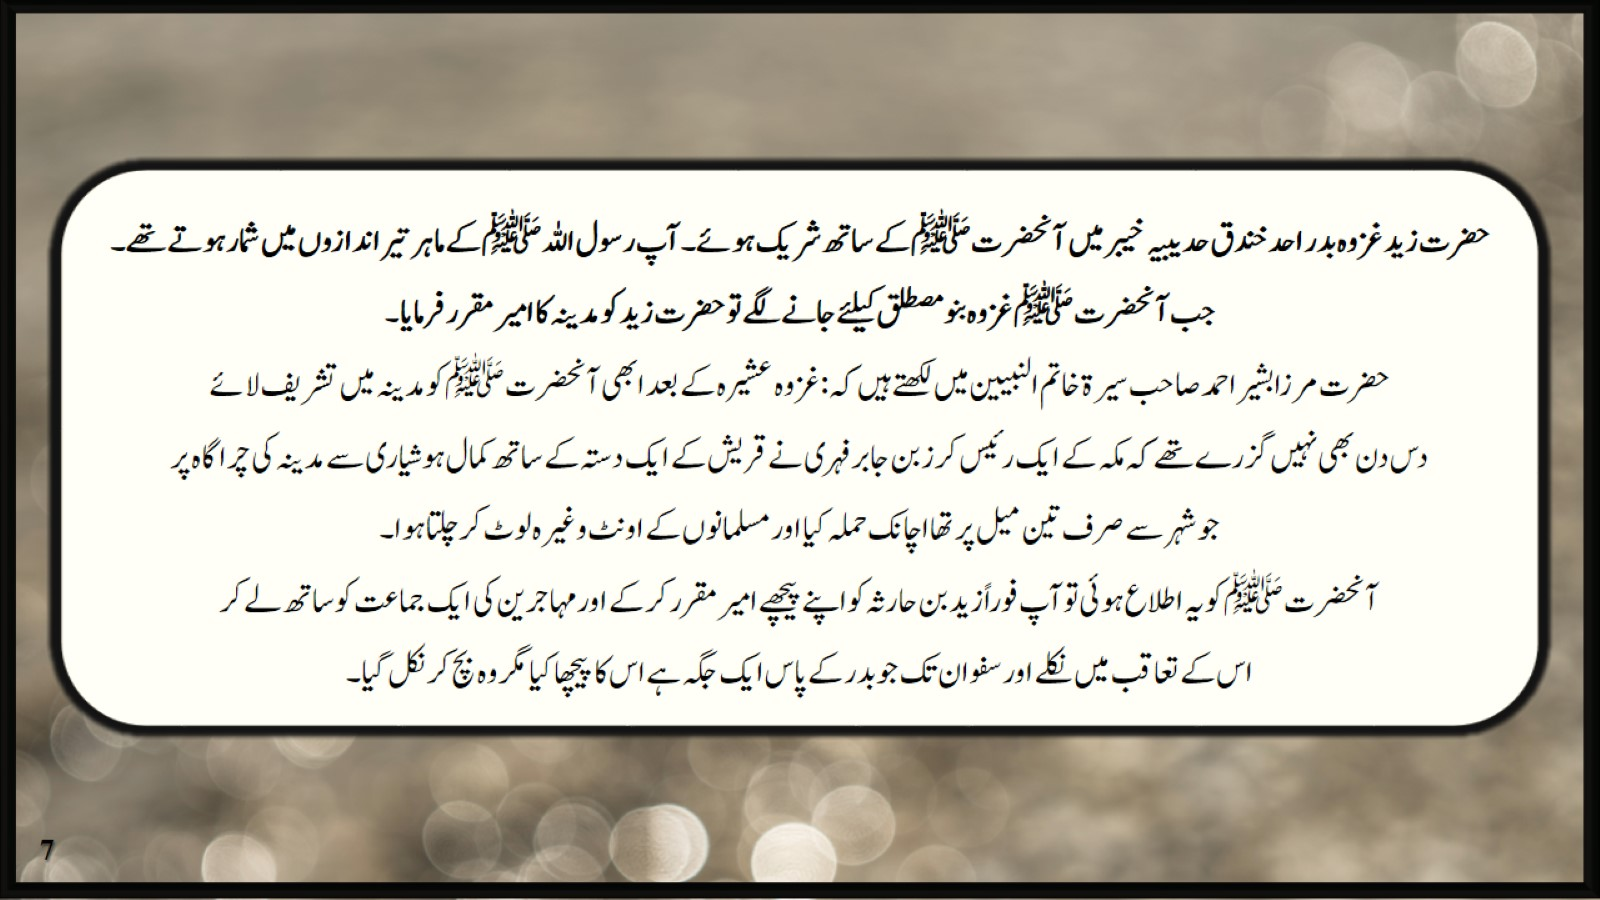 حضرت زید غزوہ بدر احد خندق حدیبیہ خیبر میں آنحضرت ﷺ کے ساتھ شریک ہوئے۔ آپ رسول اللہ ﷺ کے ماہر تیر اندازوں میں شمار ہوتے تھے۔
جب آنحضرت ﷺ غزوہ بنو مصطلق کیلئے جانے لگے تو حضرت زید کو مدینہ کا امیر مقرر فرمایا۔
حضرت مرزا بشیر احمد صاحب سیرۃ خاتم النبیین میں لکھتے ہیں کہ: غزوہ عشیرہ کے بعد ابھی آنحضرت ﷺ کو مدینہ میں تشریف لائے
دس دن بھی نہیں گزرے تھے کہ مکہ کے ایک رئیس کرز بن جابر فہری نے قریش کے ایک دستہ کے ساتھ کمال ہوشیاری سے مدینہ کی چراگاہ پر
جو شہر سے صرف تین میل پر تھا اچانک حملہ کیا اور مسلمانوں کے اونٹ وغیرہ لوٹ کر چلتا ہوا۔
آنحضرت ﷺ کو یہ اطلاع ہوئی تو آپ فوراً زید بن حارثہ کو اپنے پیچھے امیر مقرر کر کے اور مہاجرین کی ایک جماعت کو ساتھ لے کر
اس کے تعاقب میں نکلے اور سفوان تک جو بدر کے پاس ایک جگہ ہے اس کا پیچھا کیا مگر وہ بچ کر نکل گیا۔
7